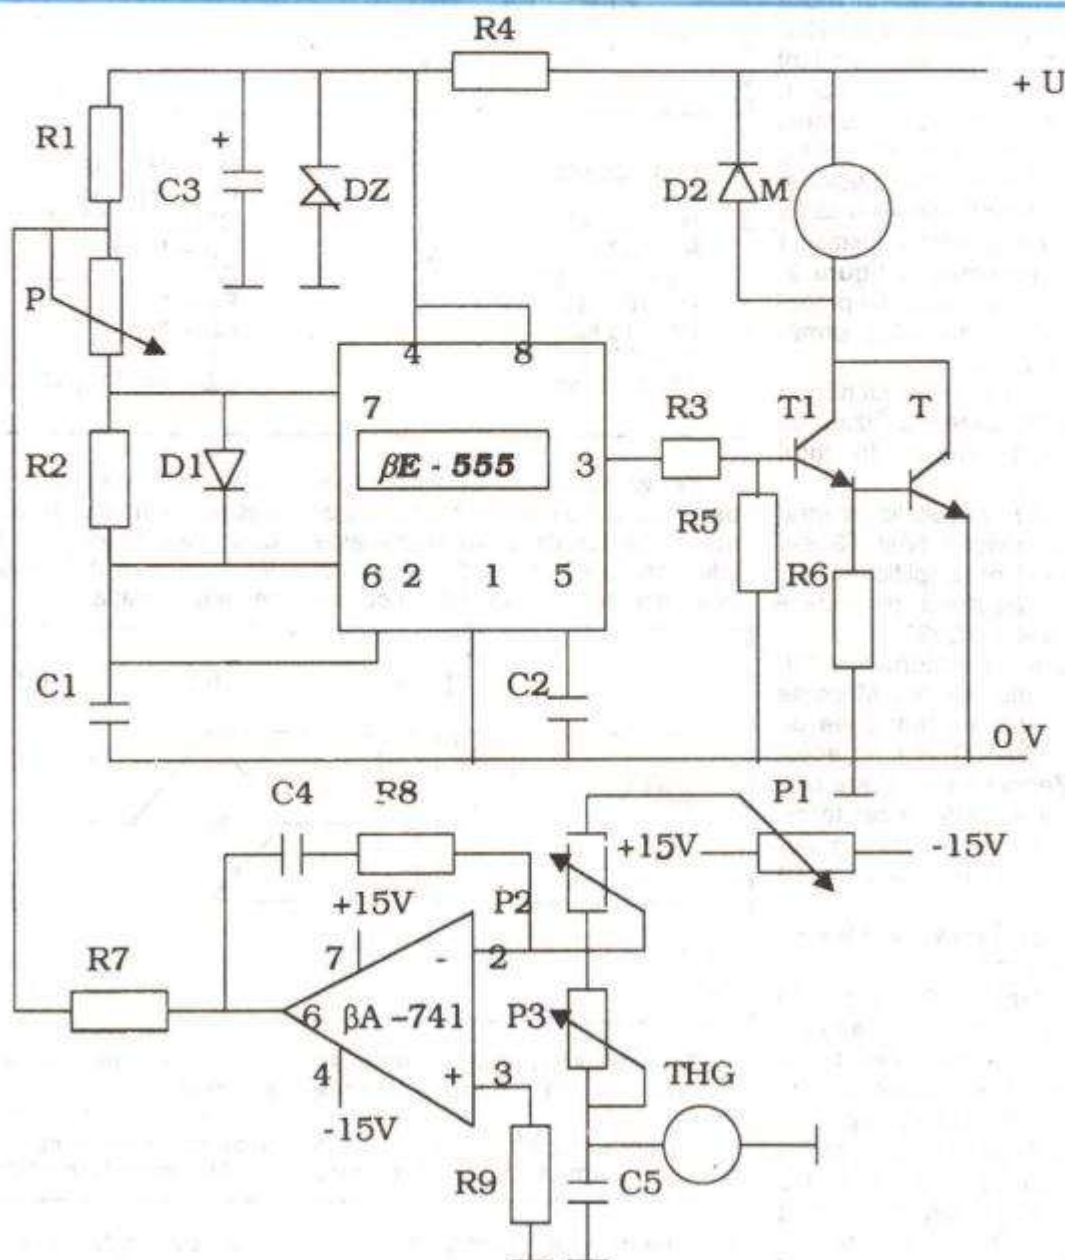 R4
+ U
R1
+
C3
DZ
D2
M
P
4
8
7
R3
T1
T
R2
D1
βE - 555
3
R5
6
2
1
5
R6
C1
C2
0 V
C4
R8
P1
+15V
-15V
+15V
P2
7
-
2
R7
6
βA -741
P3
4
+
3
THG
-15V
R9
C5